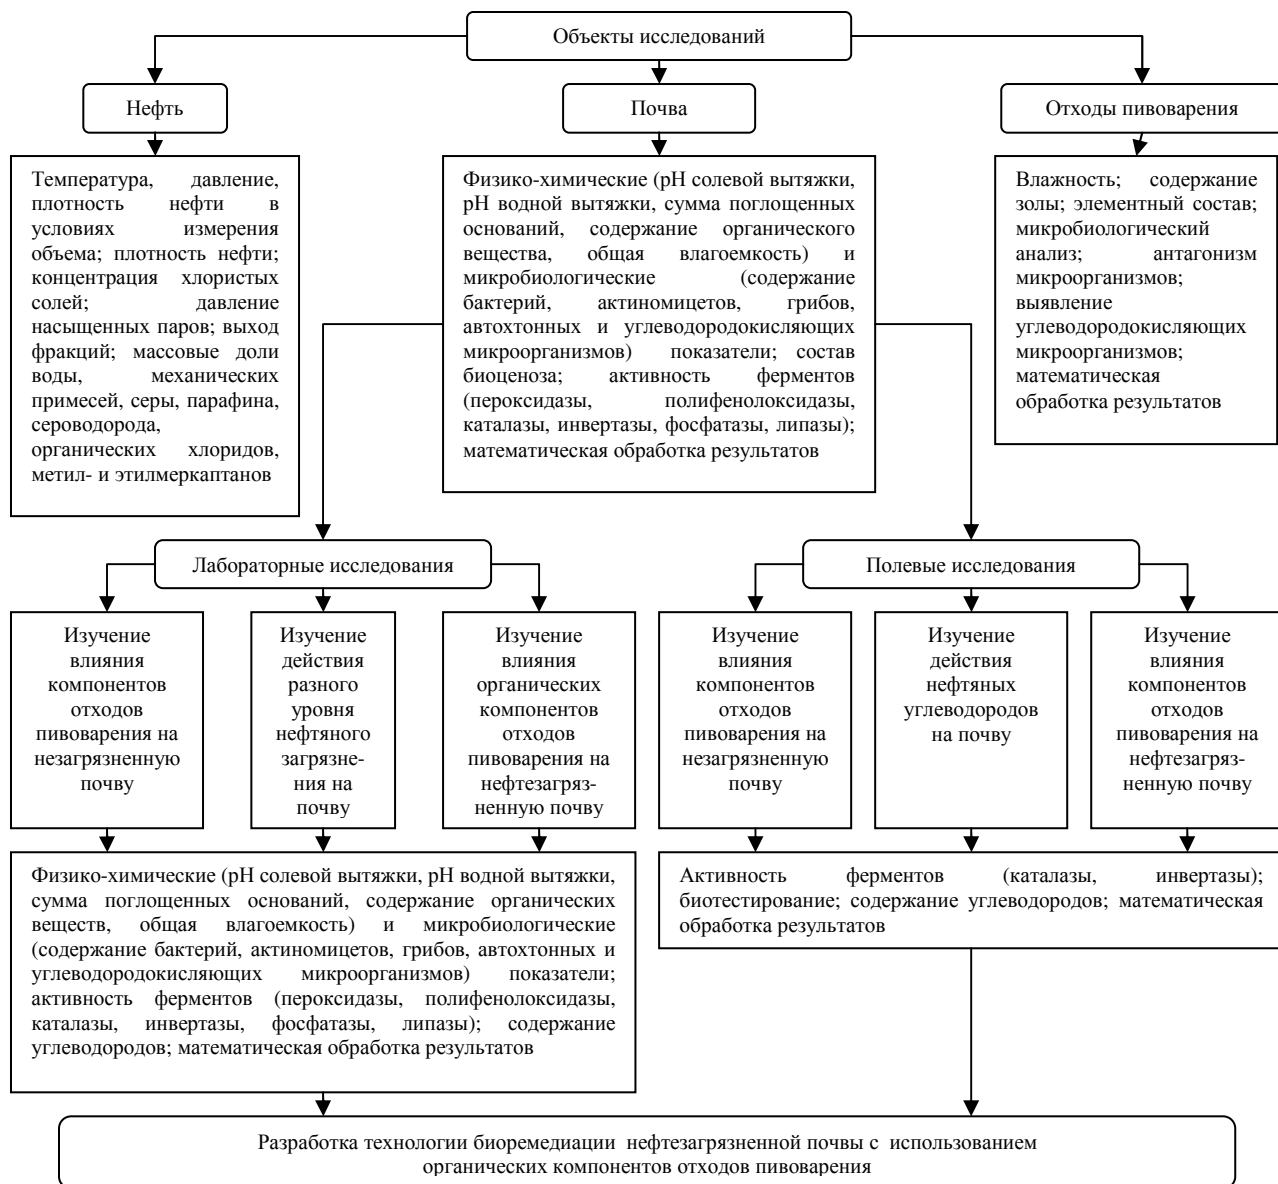 Объекты исследований
Нефть
Почва
Отходы пивоварения
Температура, давление,
плотность нефти в
условиях измерения
объема; плотность нефти;
концентрация хлористых
солей; давление
насыщенных паров; выход
фракций; массовые доли
воды, механических
примесей, серы, парафина,
сероводорода,
органических хлоридов,
метил- и этилмеркаптанов
Физико-химические (pH солевой вытяжки,
pH водной вытяжки, сумма поглощенных
оснований, содержание органического
вещества, общая влагоемкость) и
микробиологические (содержание
бактерий, актиномицетов, грибов,
автохтонных и углеводородокисляющих
микроорганизмов) показатели; состав
биоценоза; активность ферментов
(пероксидазы, полифенолоксидазы,
каталазы, инвертазы, фосфатазы, липазы);
математическая обработка результатов
Влажность; содержание
золы; элементный состав;
микробиологический
анализ; антагонизм
микроорганизмов;
выявление
углеводородокисляющих
микроорганизмов;
математическая
обработка результатов
Лабораторные исследования
Полевые исследования
Изучение
влияния
компонентов
отходов
пивоварения на
незагрязненную
почву
Изучение
действия
разного
уровня
нефтяного
загрязне-
ния на
почву
Изучение
влияния
органических
компонентов
отходов
пивоварения на
нефтезагряз-
ненную почву
Изучение
влияния
компонентов
отходов
пивоварения на
незагрязненную
почву
Изучение
действия
нефтяных
углеводородов
на почву
Изучение
влияния
компонентов
отходов
пивоварения на
нефтезагряз-
ненную почву
Физико-химические (pH солевой вытяжки, pH водной вытяжки,
сумма поглощенных оснований, содержание органических
веществ, общая влагоемкость) и микробиологические
(содержание бактерий, актиномицетов, грибов, автохтонных и
углеводородокисляющих микроорганизмов) показатели;
активность ферментов (пероксидазы, полифенолоксидазы,
каталазы, инвертазы, фосфатазы, липазы); содержание
углеводородов; математическая обработка результатов
Активность ферментов (каталазы, инвертазы);
биотестирование; содержание углеводородов; математическая
обработка результатов
Разработка технологии биоремедиации нефтезагрязненной почвы с использованием
органических компонентов отходов пивоварения